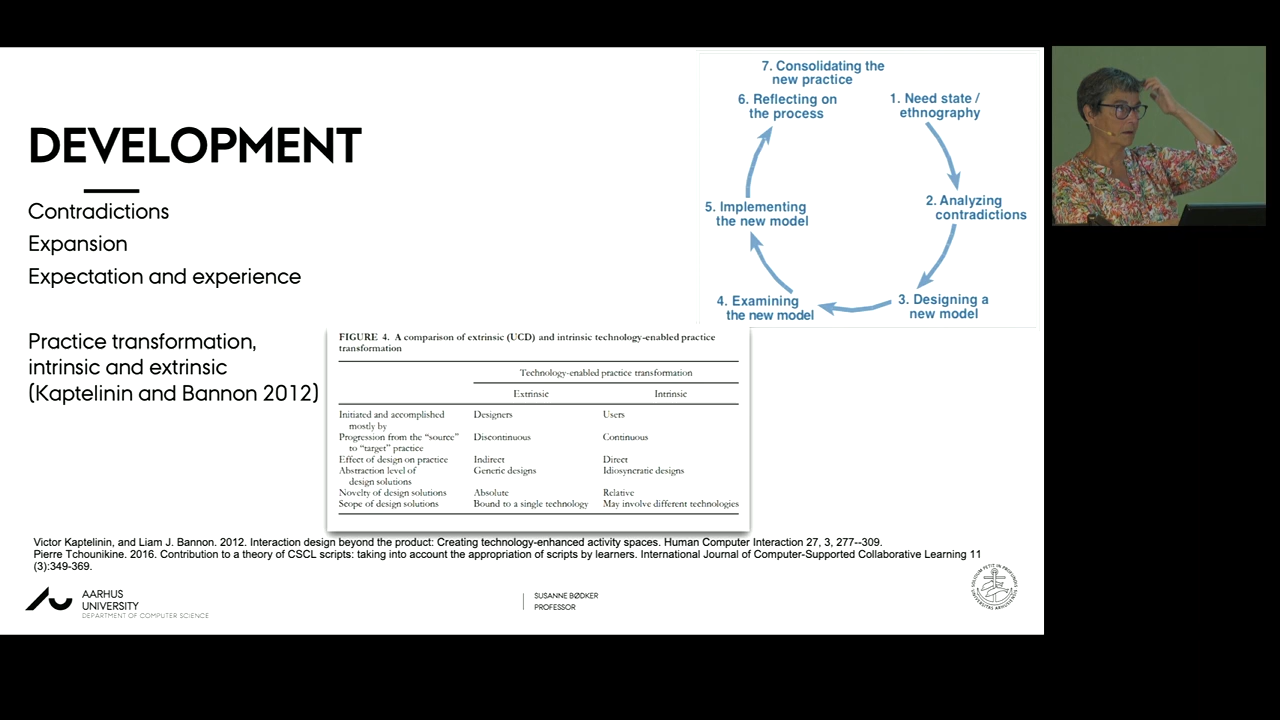 DEVELOPMENT
Contradictions
Expansion
Expectation and experience
Practice transformation,
intrinsic and extrinsic
(Kaptelinin and Bannon 2012)
7. Consolidating the
new practice
6. Reflecting on
the process
1. Need state /
ethnography
2. Analyzing
contradictions
3. Designing a
new model
4. Examining
the new model
5. Implementing
the new model
FIGURE 4. A comparison of extrinsic (UCD) and intrinsic technology-enabled practice
transformation
Technology-enabled practice transformation
Extrinsic Intrinsic
Initiated and accomplished Designers Users
mostly by
Progression from the “source” Discontinuous Continuous
to “target” practice
Effect of design on practice Indirect Direct
Abstraction level of Generic designs Idiosyncratic designs
design solutions
Novelty of design solutions Absolute Relative
Scope of design solutions Bound to a single technology May involve different technologies
Victor Kaptelinin, and Liam J. Bannon. 2012. Interaction design beyond the product: Creating technology-enhanced activity spaces. Human Computer Interaction 27, 3, 277--309.
Pierre Tchounikine. 2016. Contribution to a theory of CSCL scripts: taking into account the appropriation of scripts by learners. International Journal of Computer-Supported Collaborative Learning 11
(3):349-369.
AARHUS
UNIVERSITY
DEPARTMENT OF COMPUTER SCIENCE
SUSANNE BØDKER
PROFESSOR